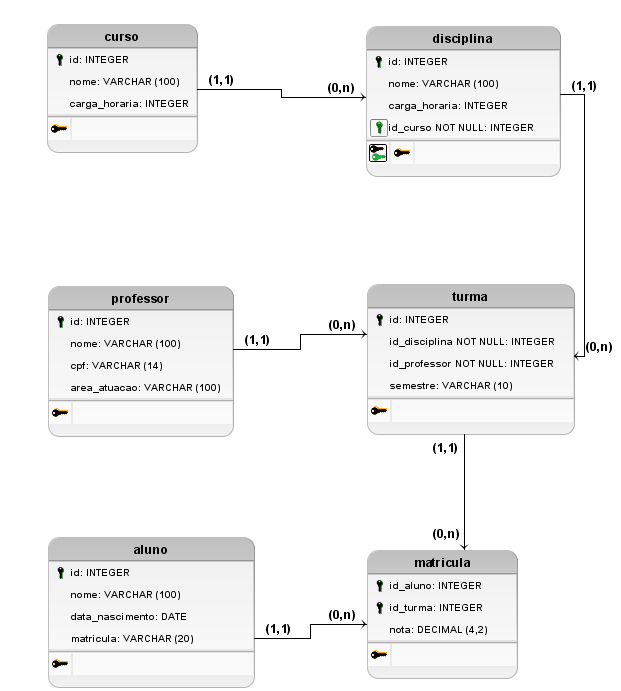 curso
id: INTEGER
nome: VARCHAR (100)
carga_horaria: INTEGER
(1,1)
(0,n)
disciplina
id: INTEGER
nome: VARCHAR (100)
carga_horaria: INTEGER
id_curso NOT NULL: INTEGER
(1,1)
(0,n)
professor
id: INTEGER
nome: VARCHAR (100)
cpf: VARCHAR (14)
area_atuacao: VARCHAR (100)
(1,1)
(0,n)
turma
id: INTEGER
id_disciplina NOT NULL: INTEGER
id_professor NOT NULL: INTEGER
semestre: VARCHAR (10)
(1,1)
(0,n)
aluno
id: INTEGER
nome: VARCHAR (100)
data_nascimento: DATE
matricula: VARCHAR (20)
(1,1)
(0,n)
matricula
id_aluno: INTEGER
id_turma: INTEGER
nota: DECIMAL (4,2)